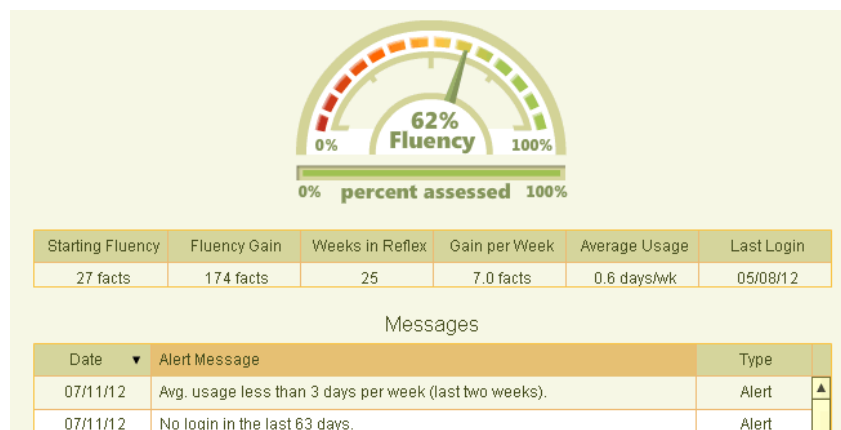 62%
Fluency
0% 100%
0% percent assessed 100%
Starting Fluency Fluency Gain Weeks in Reflex Gain per Week Average Usage Last Login
27 facts 174 facts 25 7.0 facts 0.6 days/wk 05/08/12
Messages
Date Alert Message Type
07/11/12 Avg. usage less than 3 days per week (last two weeks). Alert
07/11/12 No login in the last 63 days. Alert